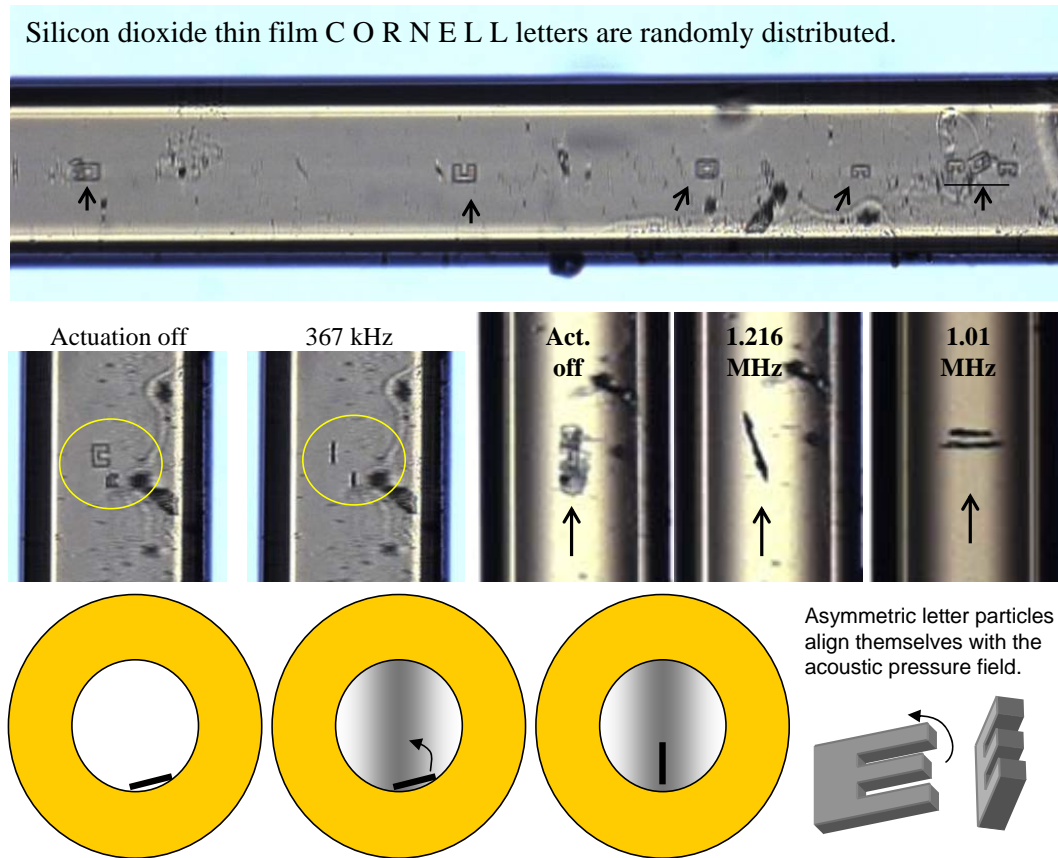 Silicon dioxide thin film C O R N E L L letters are randomly distributed.
Actuation off
367 kHz
Act.
off
1.216
MHz
1.01
MHz
Asymmetric letter particles
align themselves with the
acoustic pressure field.